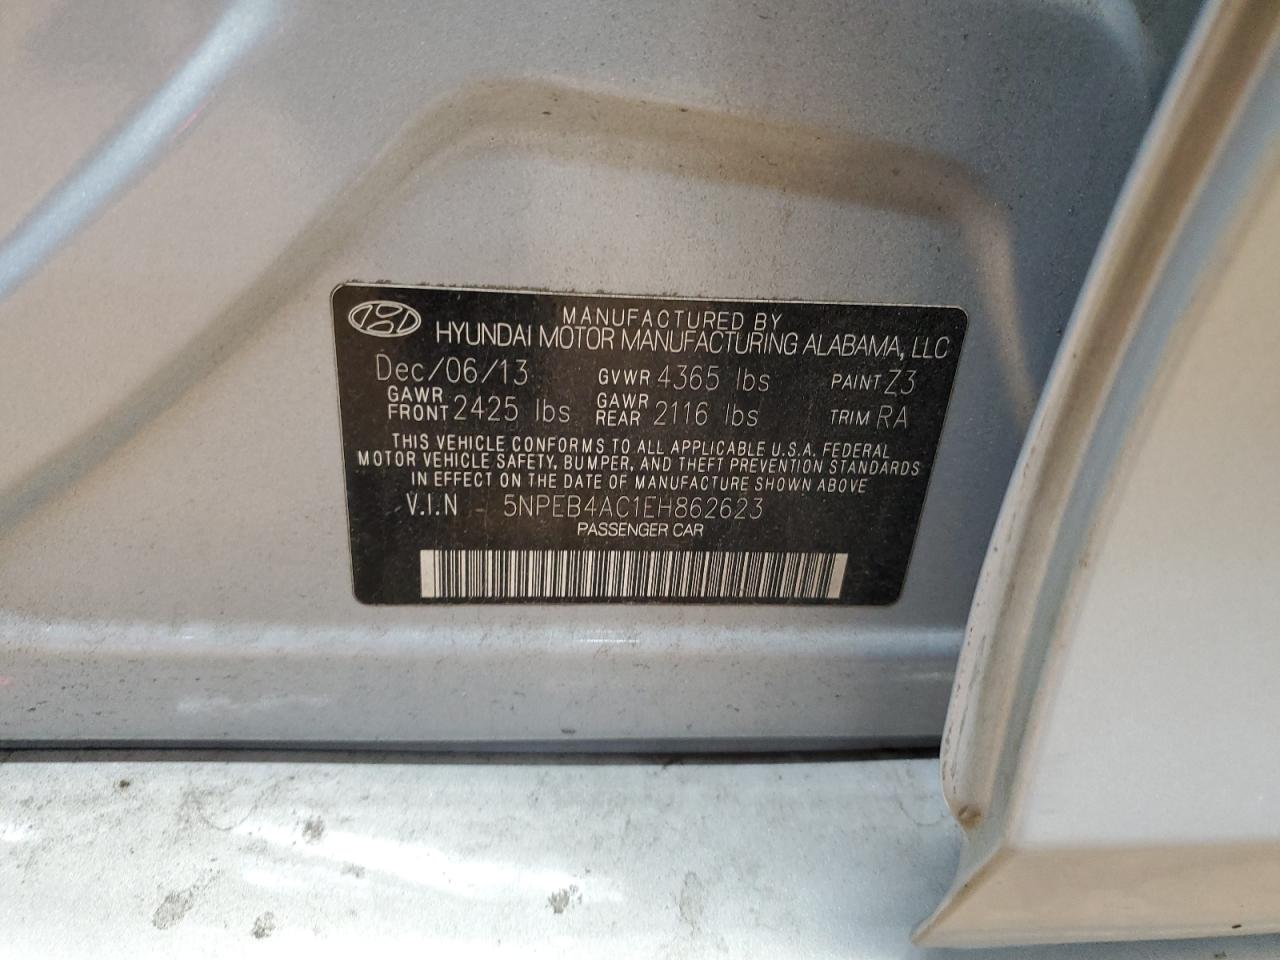 MANUFACTURED BY
HYUNDAI MOTOR MANUFACTURING ALABAMA, LLC
Dec/06/13 GVWR 4365 lbs PAINT Z3
GAWR FRONT 2425 lbs GAWR REAR 2116 lbs TRIM RA
THIS VEHICLE CONFORMS TO ALL APPLICABLE U.S.A. FEDERAL
MOTOR VEHICLE SAFETY, BUMPER, AND THEFT PREVENTION STANDARDS
IN EFFECT ON THE DATE OF MANUFACTURE SHOWN ABOVE
V.I.N - 5NPEB4AC1EH862623
PASSENGER CAR